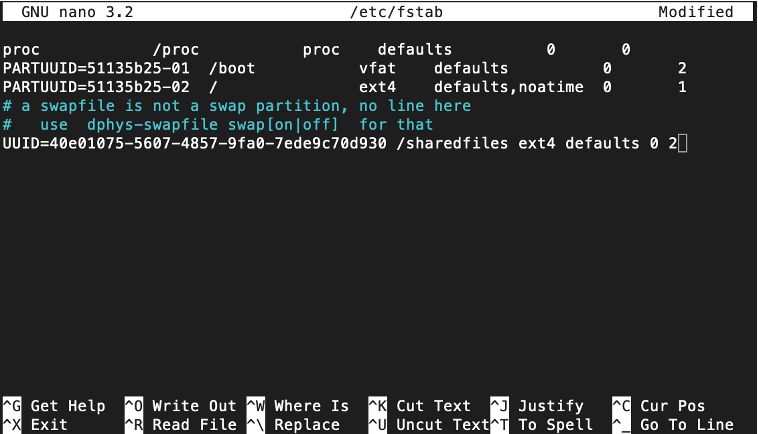 GNU nano 3.2 /etc/fstab Modified
proc /proc proc defaults 0 0
PARTUUID=51135b25-01 /boot vfat defaults 0 2
PARTUUID=51135b25-02 / ext4 defaults,noatime 0 1
# a swapfile is not a swap partition, no line here
# use dphys-swapfile swap[on|off] for that
UUID=40e01075-5607-4857-9fa0-7ede9c70d930 /sharedfiles ext4 defaults 0 2
^G Get Help ^O Write Out ^W Where Is ^K Cut Text ^J Justify ^C Cur Pos
^X Exit ^R Read File ^\ Replace ^U Uncut Text ^T To Spell ^_ Go To Line